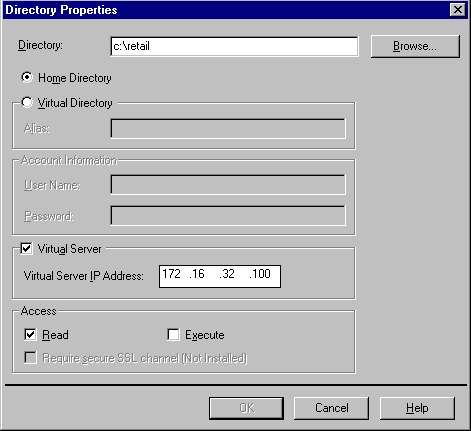 Directory Properties
Directory: c:\retail Browse...
Home Directory
Virtual Directory
Alias:
Account Information
User Name:
Password:
Virtual Server
Virtual Server IP Address: 172 .16 .32 .100
Access
Read Execute
Require secure SSL channel (Not Installed)
OK Cancel Help